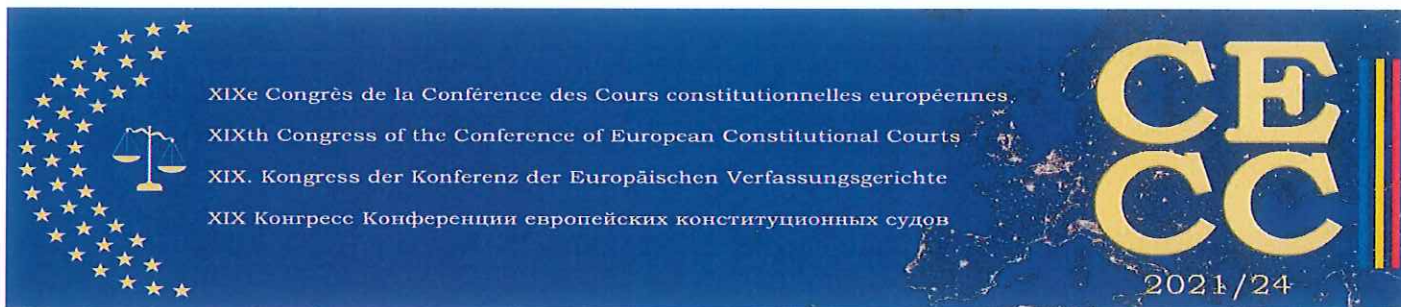 XIXe Congrès de la Conférence des Cours constitutionnelles européennes
XIXth Congress of the Conference of European Constitutional Courts
XIX. Kongress der Konferenz der Europäischen Verfassungsgerichte
XIX Конгресс Конференции европейских конституционных судов
CE
CC
2021/24